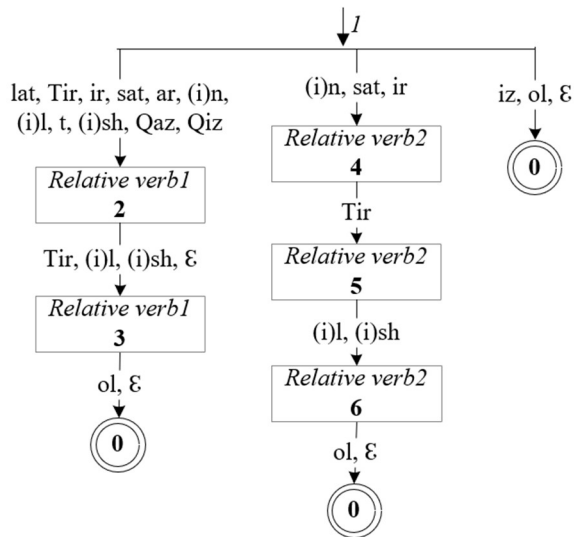 1
lat, Tir, ir, sat, ar, (i)n,
(i)l, t, (i)sh, Qaz, Qiz
Relative verb1
2
Tir, (i)l, (i)sh, Ɛ
Relative verb1
3
ol, Ɛ
0
(i)n, sat, ir
Relative verb2
4
Tir
Relative verb2
5
(i)l, (i)sh
Relative verb2
6
ol, Ɛ
0
iz, ol, Ɛ
0